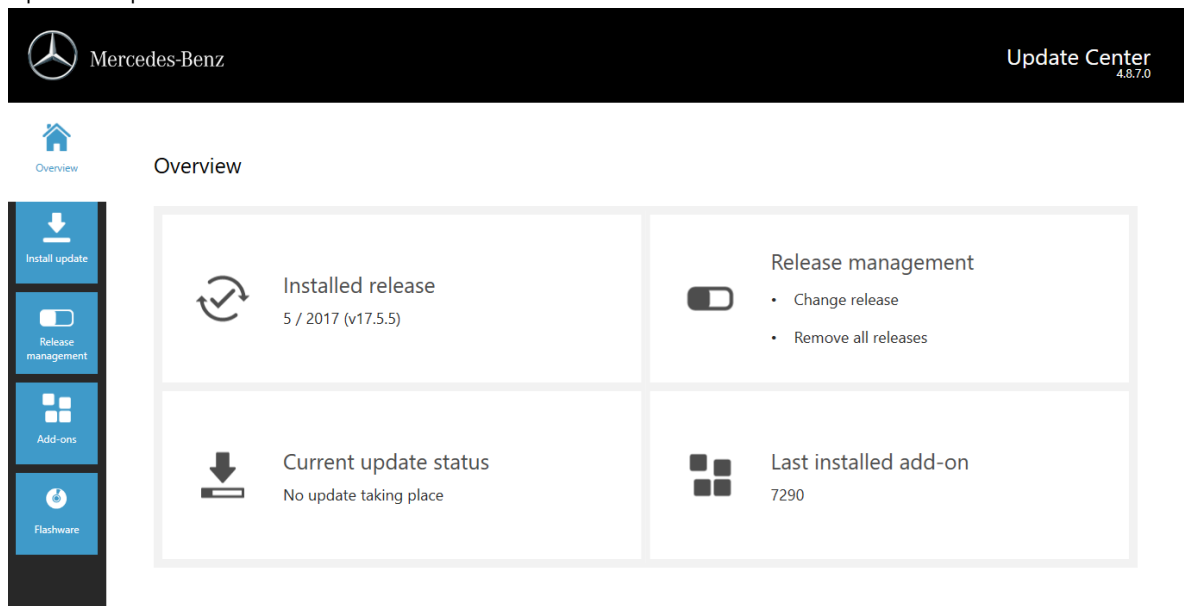 Mercedes-Benz
Update Center
4.8.7.0
Overview
Install update
Release
management
Add-ons
Flashware
Overview
Installed release
5 / 2017 (v17.5.5)
Release management
• Change release
• Remove all releases
Current update status
No update taking place
Last installed add-on
7290